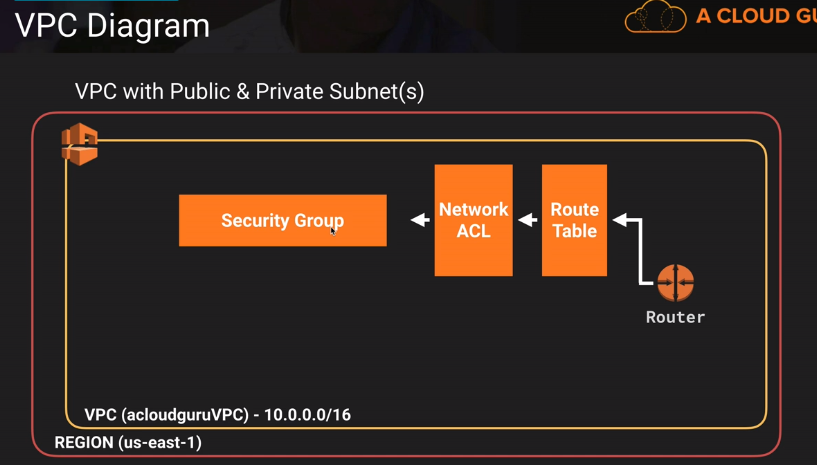 VPC Diagram
A CLOUD GU
VPC with Public & Private Subnet(s)
Security Group
Network
ACL
Route
Table
Router
VPC (acloudguruVPC) - 10.0.0.0/16
REGION (us-east-1)